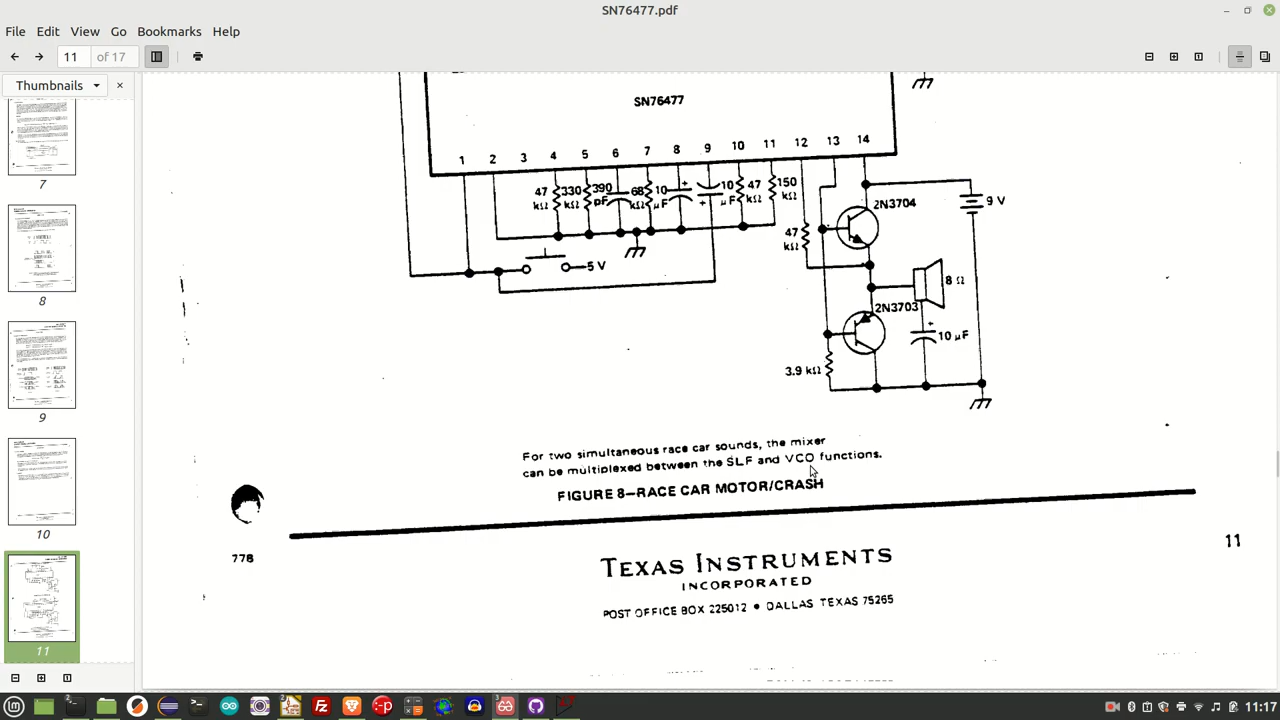 SN76477.pdf
File Edit View Go Bookmarks Help
11 of 17
Thumbnails
7
8
9
10
11
SN76477
1 2 3 4 5 6 7 8 9 10 11 12 13 14
47 kΩ
330 kΩ
390 pF
68 kΩ
+
10 µF
+
10 µF
47 kΩ
150 kΩ
47 kΩ
2N3704
9 V
5 V
8 Ω
2N3703
+
10 µF
3.9 kΩ
For two simultaneous race car sounds, the mixer
can be multiplexed between the SLF and VCO functions.
FIGURE 8–RACE CAR MOTOR/CRASH
778
TEXAS INSTRUMENTS
INCORPORATED
POST OFFICE BOX 225012 • DALLAS TEXAS 75265
11
11:17